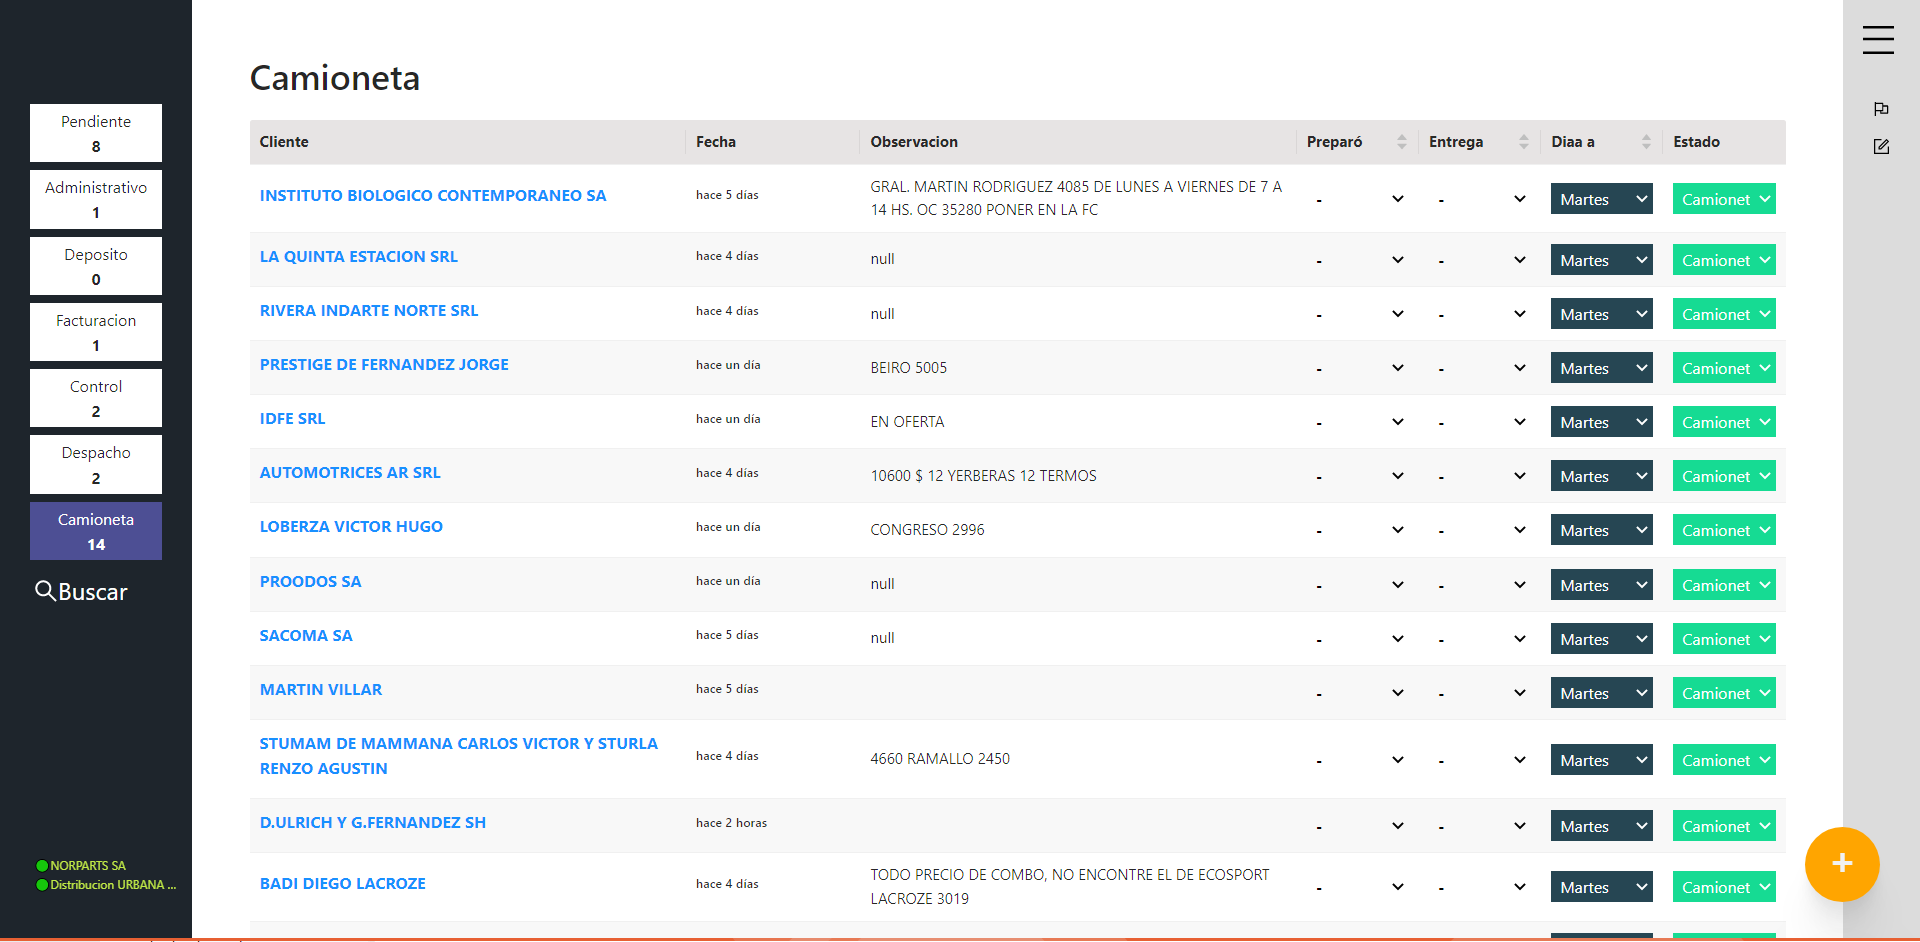 Pendiente
8
Administrativo
1
Deposito
0
Facturacion
1
Control
2
Despacho
2
Camioneta
14
Buscar
NORPARTS SA
Distribucion URBANA ...
Camioneta
Cliente Fecha Observacion Preparó Entrega Diaa a Estado
INSTITUTO BIOLOGICO CONTEMPORANEO SA hace 5 días GRAL. MARTIN RODRIGUEZ 4085 DE LUNES A VIERNES DE 7 A
14 HS. OC 35280 PONER EN LA FC - - Martes Camionet
LA QUINTA ESTACION SRL hace 4 días null - - Martes Camionet
RIVERA INDARTE NORTE SRL hace 4 días null - - Martes Camionet
PRESTIGE DE FERNANDEZ JORGE hace un día BEIRO 5005 - - Martes Camionet
IDFE SRL hace un día EN OFERTA - - Martes Camionet
AUTOMOTRICES AR SRL hace 4 días 10600 $ 12 YERBERAS 12 TERMOS - - Martes Camionet
LOBERZA VICTOR HUGO hace un día CONGRESO 2996 - - Martes Camionet
PROODOS SA hace un día null - - Martes Camionet
SACOMA SA hace 5 días null - - Martes Camionet
MARTIN VILLAR hace 5 días - - Martes Camionet
STUMAM DE MAMMANA CARLOS VICTOR Y STURLA
RENZO AGUSTIN hace 4 días 4660 RAMALLO 2450 - - Martes Camionet
D.ULRICH Y G.FERNANDEZ SH hace 2 horas - - Martes Camionet
BADI DIEGO LACROZE hace 4 días TODO PRECIO DE COMBO, NO ENCONTRE EL DE ECOSPORT
LACROZE 3019 - - Martes Camionet
+